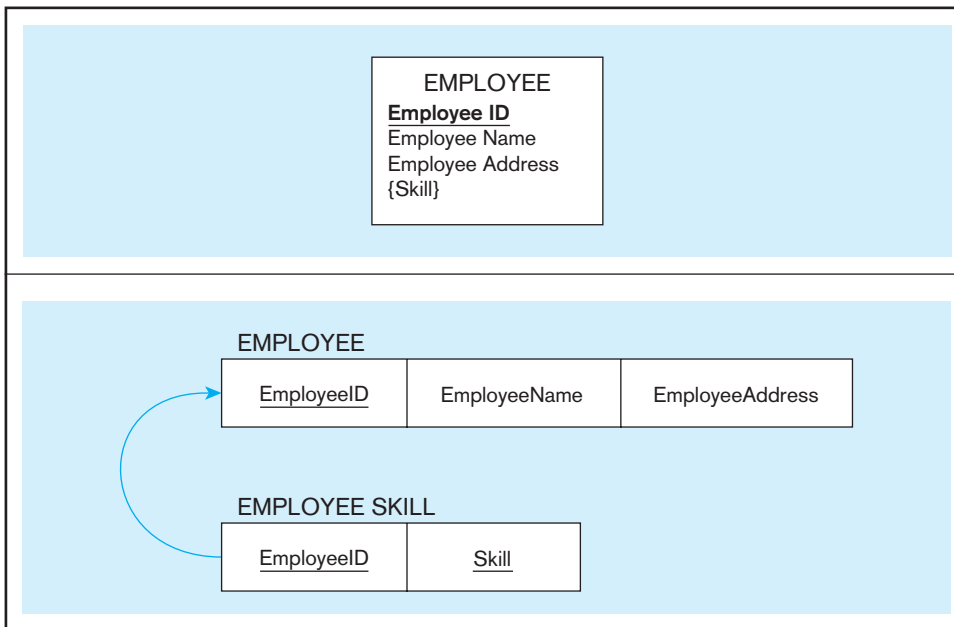 EMPLOYEE
Employee ID
Employee Name
Employee Address
{Skill}
EMPLOYEE
EmployeeID EmployeeName EmployeeAddress
EMPLOYEE SKILL
EmployeeID Skill